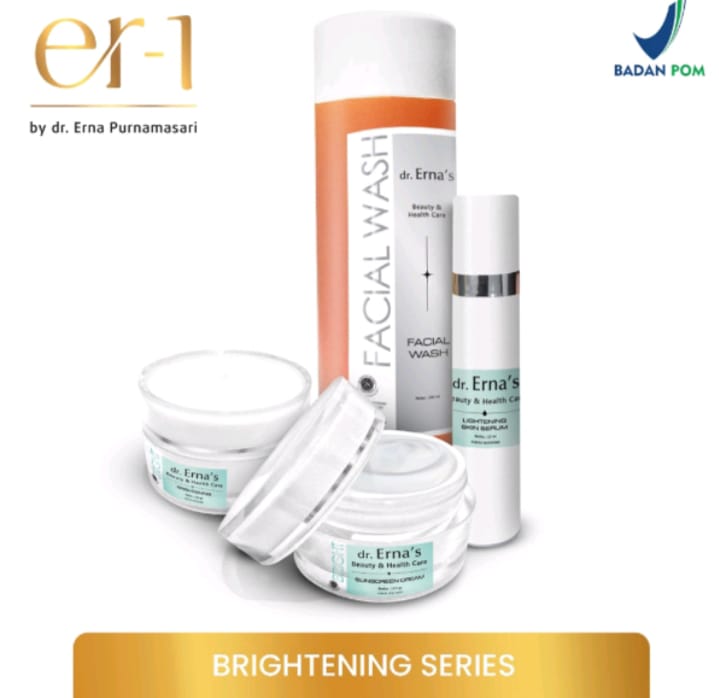 er-1
by dr. Erna Purnamasari
BADAN POM
FACIAL WASH
dr. Erna's
Beauty &
Health Care
FACIAL
WASH
dr. Erna's
Beauty & Health Care
LIGHTENING
SKIN SERUM
dr. Erna's
Beauty & Health Care
dr. Erna's
Beauty & Health Care
SUNSCREEN CREAM
BRIGHTENING SERIES